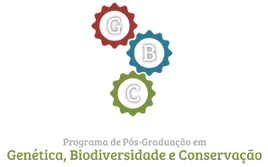 G
B
C
Programa de Pós-Graduação em
Genética, Biodiversidade e Conservação